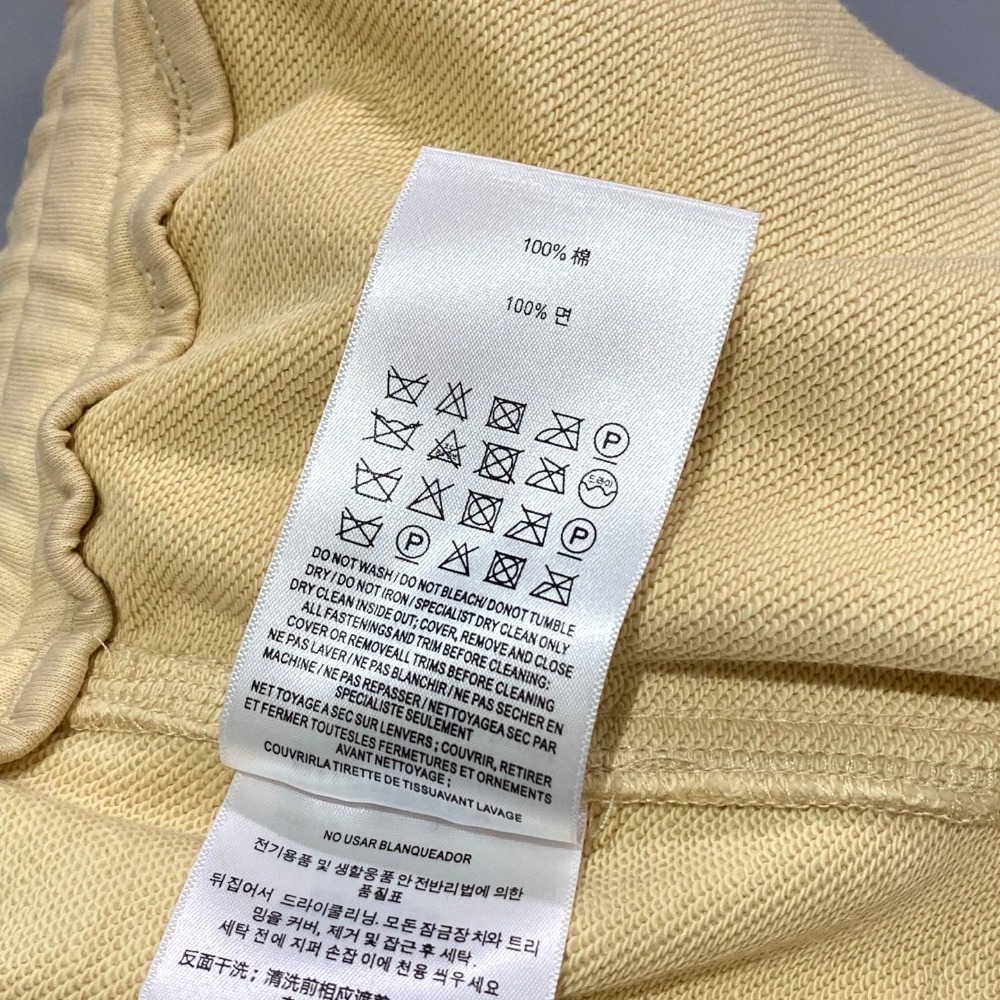 100% 棉
100% 면
P
드라이
P
P
DO NOT WASH / DO NOT BLEACH/ DONOT TUMBLE
DRY / DO NOT IRON / SPECIALIST DRY CLEAN ONLY
DRY CLEAN INSIDE OUT; COVER, REMOVE AND CLOSE
ALL FASTENINGS AND TRIM BEFORE CLEANING:
COVER OR REMOVEALL TRIMS BEFORE CLEANING
NE PAS LAVER / NE PAS BLANCHIR / NE PAS SECHER EN
MACHINE / NE PAS REPASSER / NETTOYAGEA SEC PAR
SPECIALISTE SEULEMENT
NET TOYAGE A SEC SUR LENVERS ; COUVRIR, RETIRER
ET FERMER TOUTESLES FERMETURES ET ORNEMENTS
AVANT NETTOYAGE ;
COUVRIRLA TIRETTE DE TISSUAVANT LAVAGE
NO USAR BLANQUEADOR
전기용품 및 생활용품 안전반리법에 의한
품질표
뒤집어서 드라이클리닝. 모돈 잠금장치와 트리
밍을 커버, 제거 및 잠근 후 세탁.
세탁 전에 지퍼 손잡 이에 천용 씌우세요
反面干洗；清洗前相应遮盖